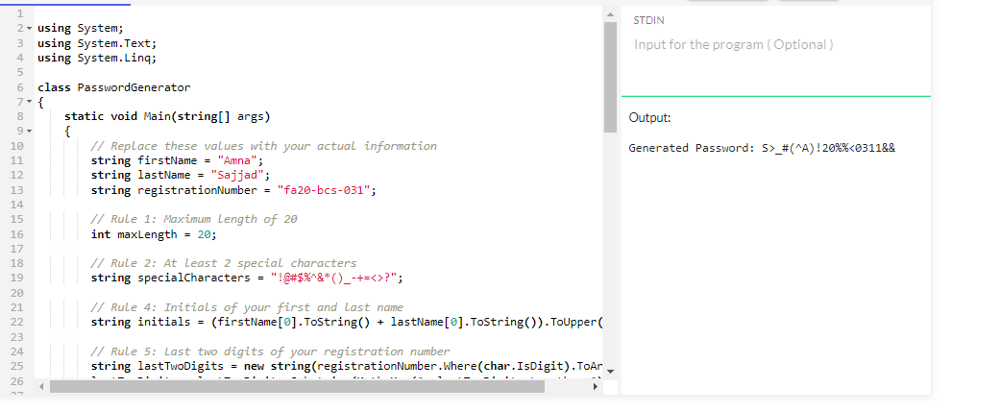 1
2 using System;
3 using System.Text;
4 using System.Linq;
5
6 class PasswordGenerator
7 {
8 static void Main(string[] args)
9 {
10 // Replace these values with your actual information
11 string firstName = "Amna";
12 string lastName = "Sajjad";
13 string registrationNumber = "fa20-bcs-031";
14
15 // Rule 1: Maximum length of 20
16 int maxLength = 20;
17
18 // Rule 2: At least 2 special characters
19 string specialCharacters = "!@#$%^&*()_-+=<>?";
20
21 // Rule 4: Initials of your first and last name
22 string initials = (firstName[0].ToString() + lastName[0].ToString()).ToUpper(
23
24 // Rule 5: Last two digits of your registration number
25 string lastTwoDigits = new string(registrationNumber.Where(char.IsDigit).ToAr
26
STDIN
Input for the program ( Optional )
Output:
Generated Password: S>_#(^A)!20%%<0311&&